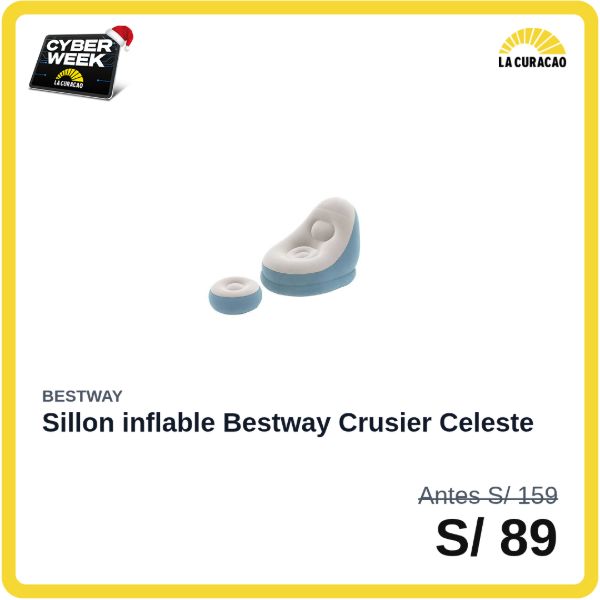 CYBER
WEEK
LA CURACAO
LA CURACAO
BESTWAY
Sillon inflable Bestway Crusier Celeste
Antes S/ 159
S/ 89